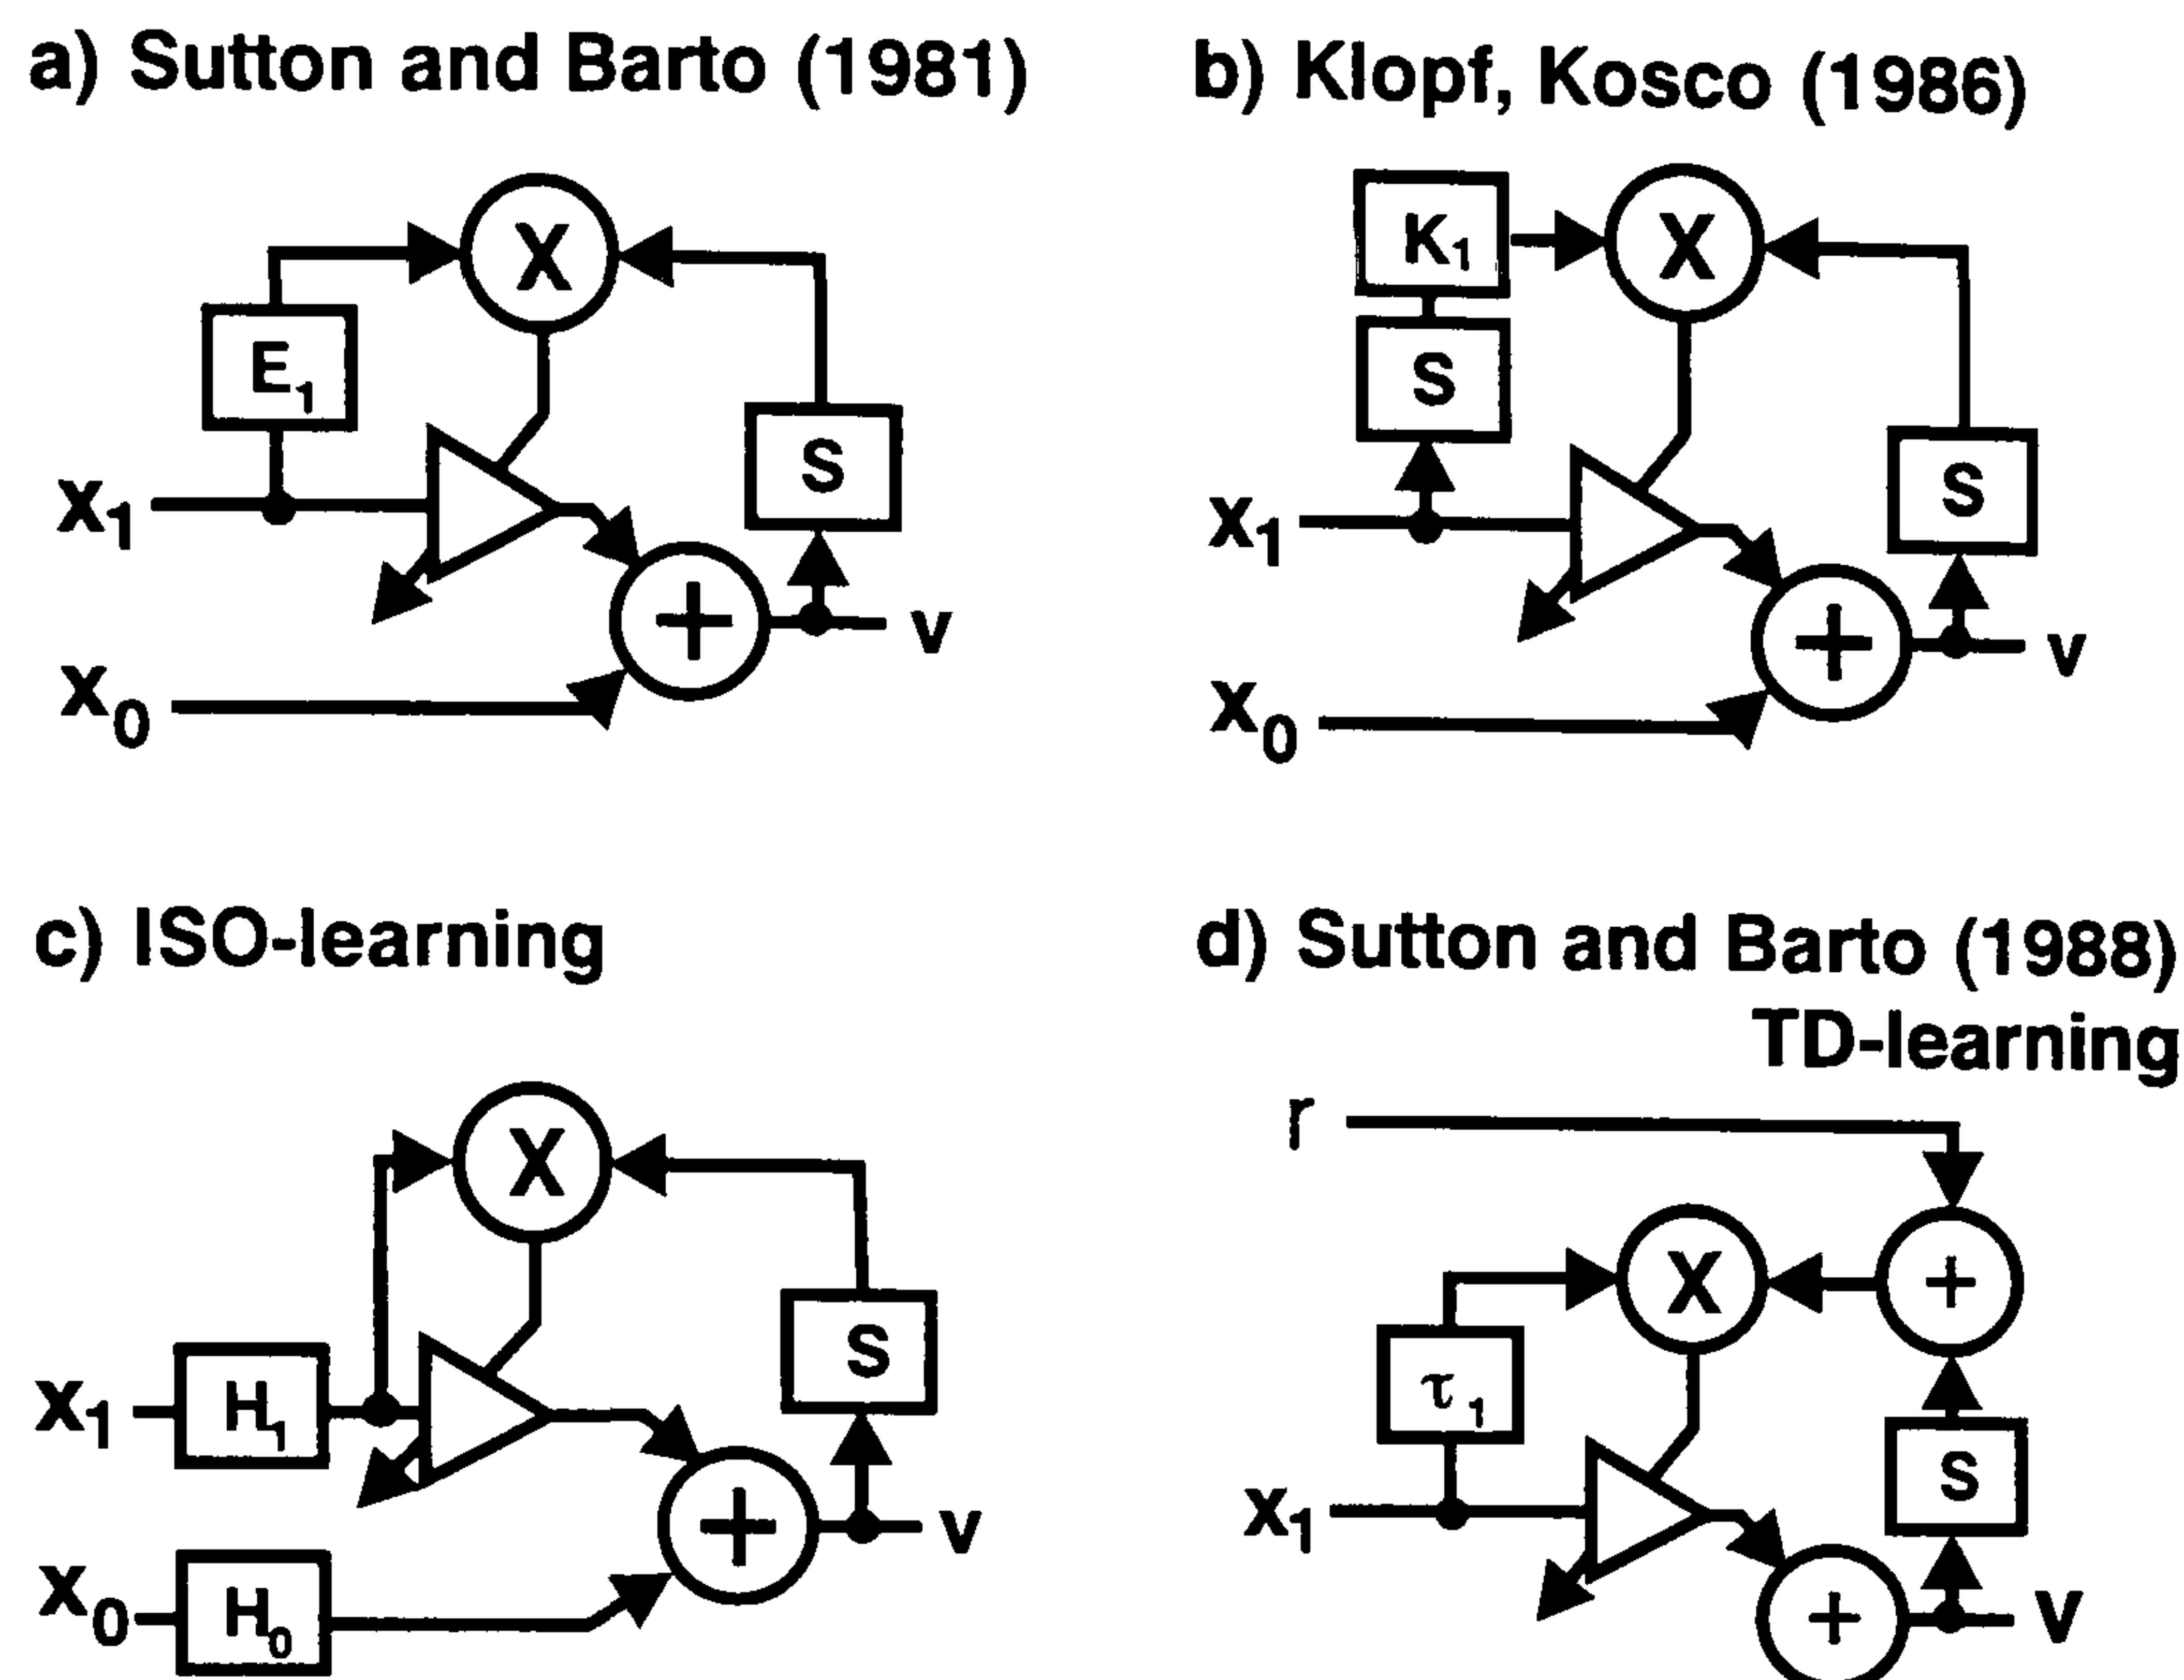 a) Sutton and Barto (1981)
b) Klopf, Kosco (1986)
X
E1
S
x1
+
v
x0
K1
X
S
S
x1
+
v
x0
c) ISO-learning
d) Sutton and Barto (1988)
TD-learning
X
S
x1
H1
+
v
x0
H0
r
X
+
τ1
S
x1
+
v